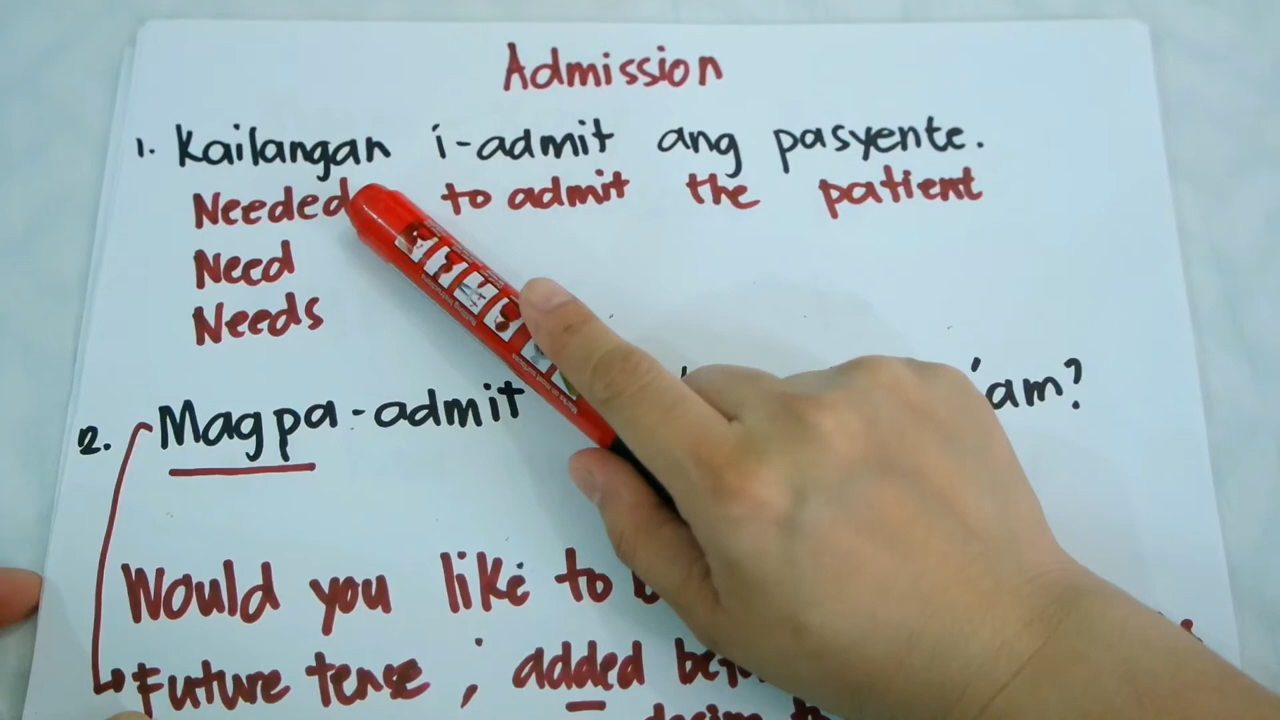 Admission
1. Kailangan i-admit ang pasyente.
Needed to admit the patient
Need
Needs
2. Magpa-admit 'am?
Would you like to
Future tense ; added